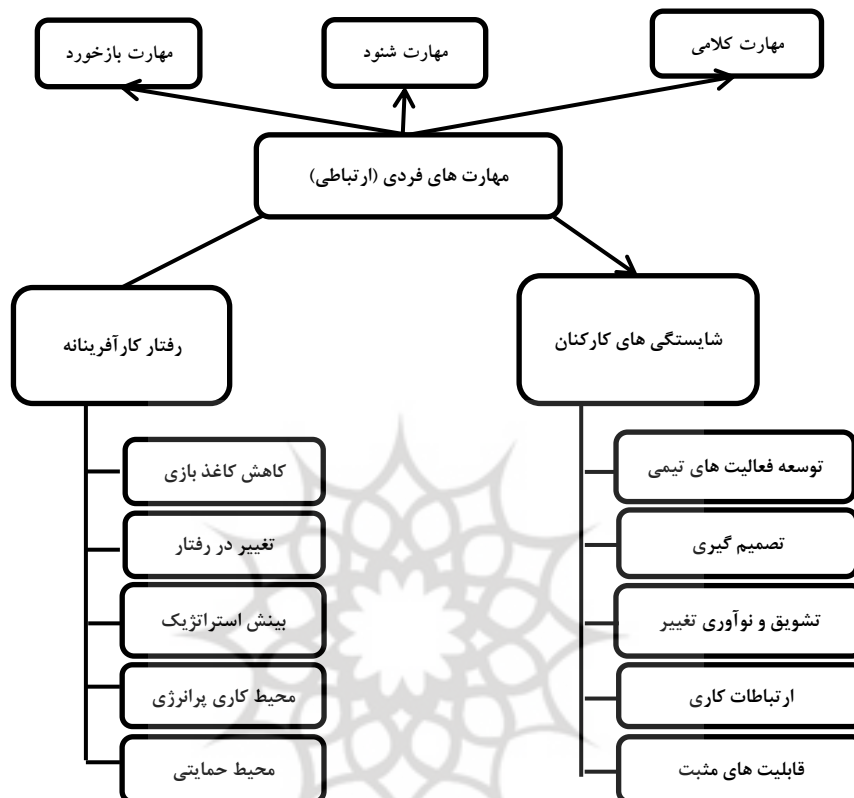 مهارت کلامی
مهارت شنود
مهارت بازخورد
مهارت های فردی (ارتباطی)
شایستگی های کارکنان
رفتار کارآفرینانه
توسعه فعالیت های تیمی
تصمیم گیری
تشویق و نوآوری تغییر
ارتباطات کاری
قابلیت های مثبت
کاهش کاغذ بازی
تغییر در رفتار
بینش استراتژیک
محیط کاری پرانرژی
محیط حمایتی